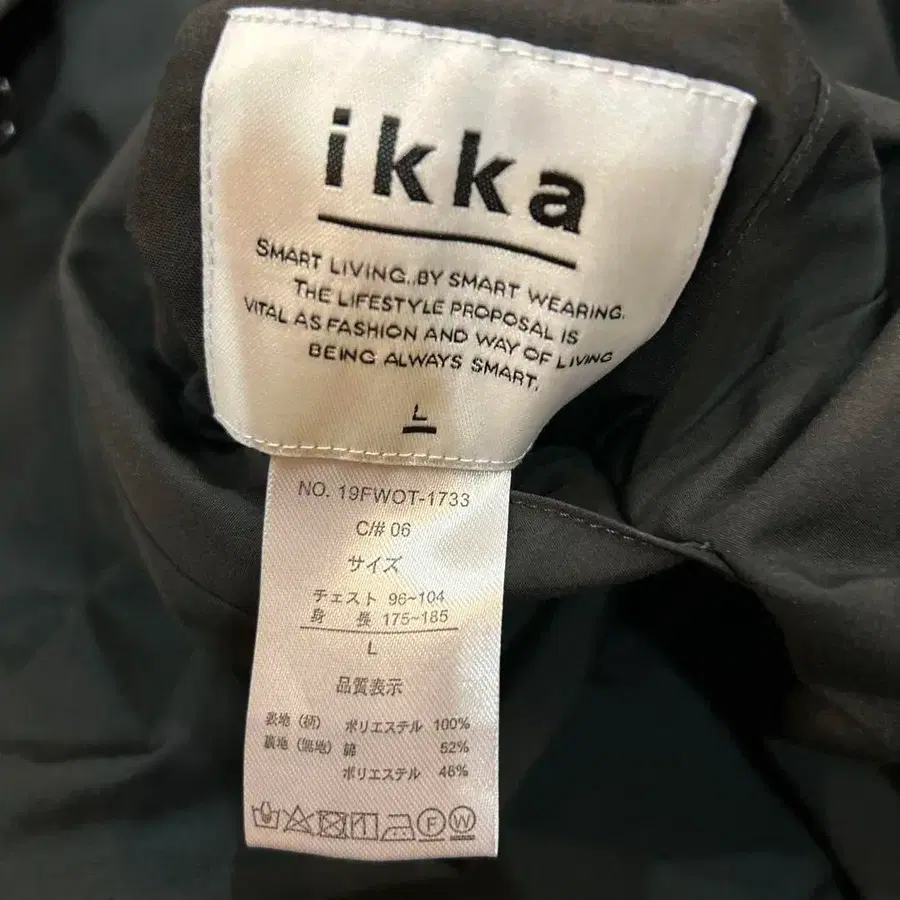 ikka
SMART LIVING..BY SMART WEARING.
THE LIFESTYLE PROPOSAL IS
VITAL AS FASHION AND WAY OF LIVING
BEING ALWAYS SMART.
L
NO. 19FWOT-1733
C/# 06
サイズ
チェスト 96~104
身 長 175~185
L
品質表示
表地 (柄) ポリエステル 100%
裏地 (無地) 綿 52%
ポリエステル 48%
F W